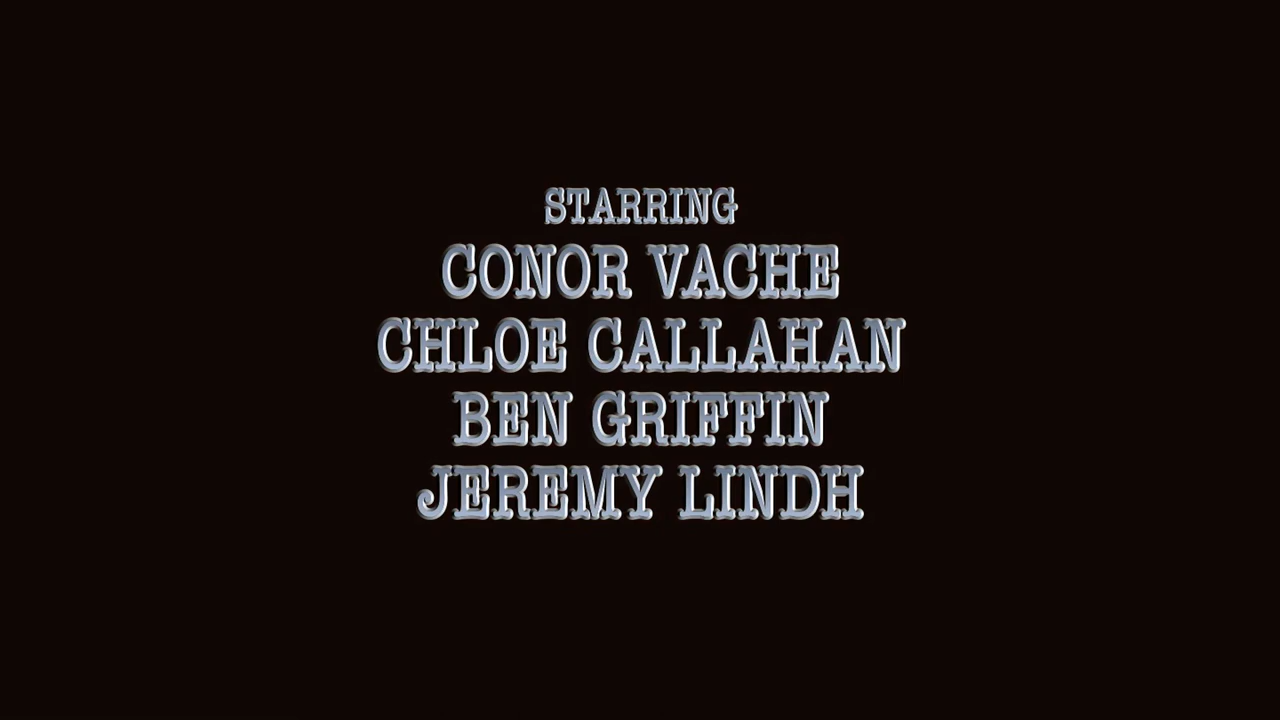 STARRING
CONOR VACHE
CHLOE CALLAHAN
BEN GRIFFIN
JEREMY LINDH